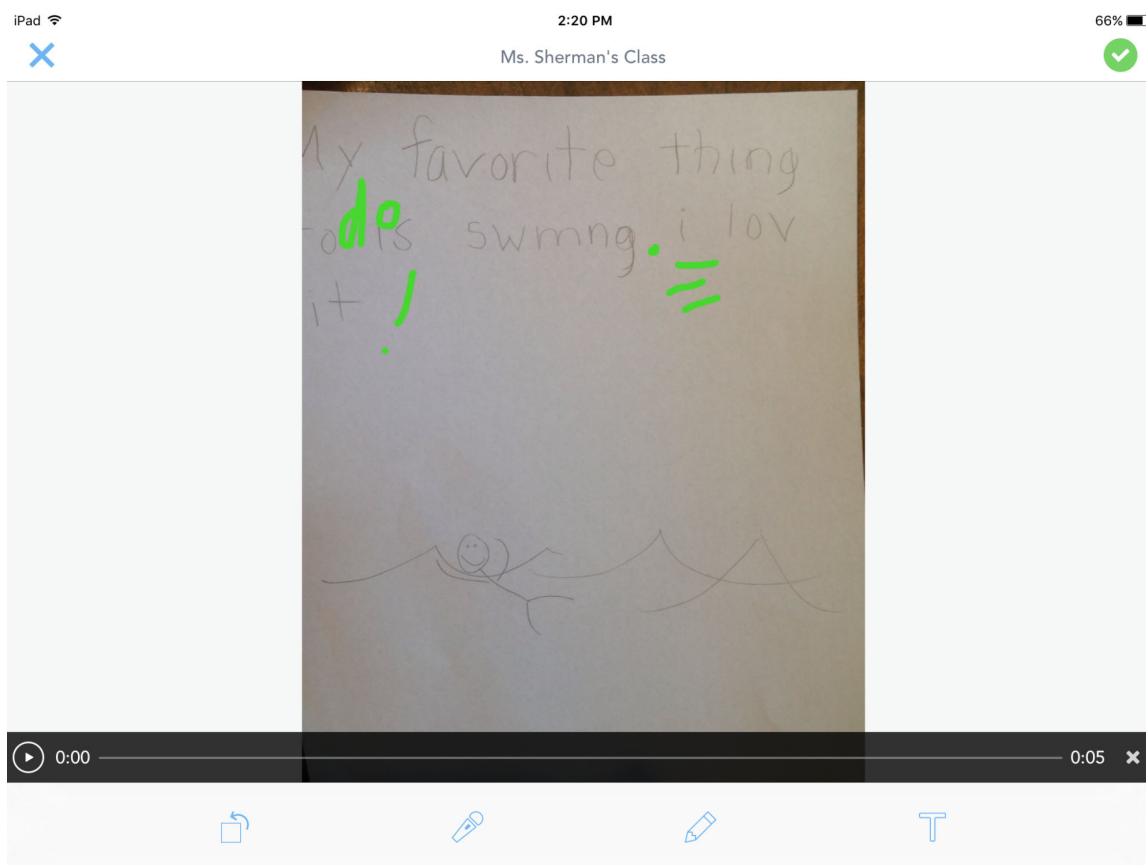 iPad 2:20 PM 66%
Ms. Sherman's Class
My favorite thing
do
to is swmng. i lov
it !
0:00 0:05
T